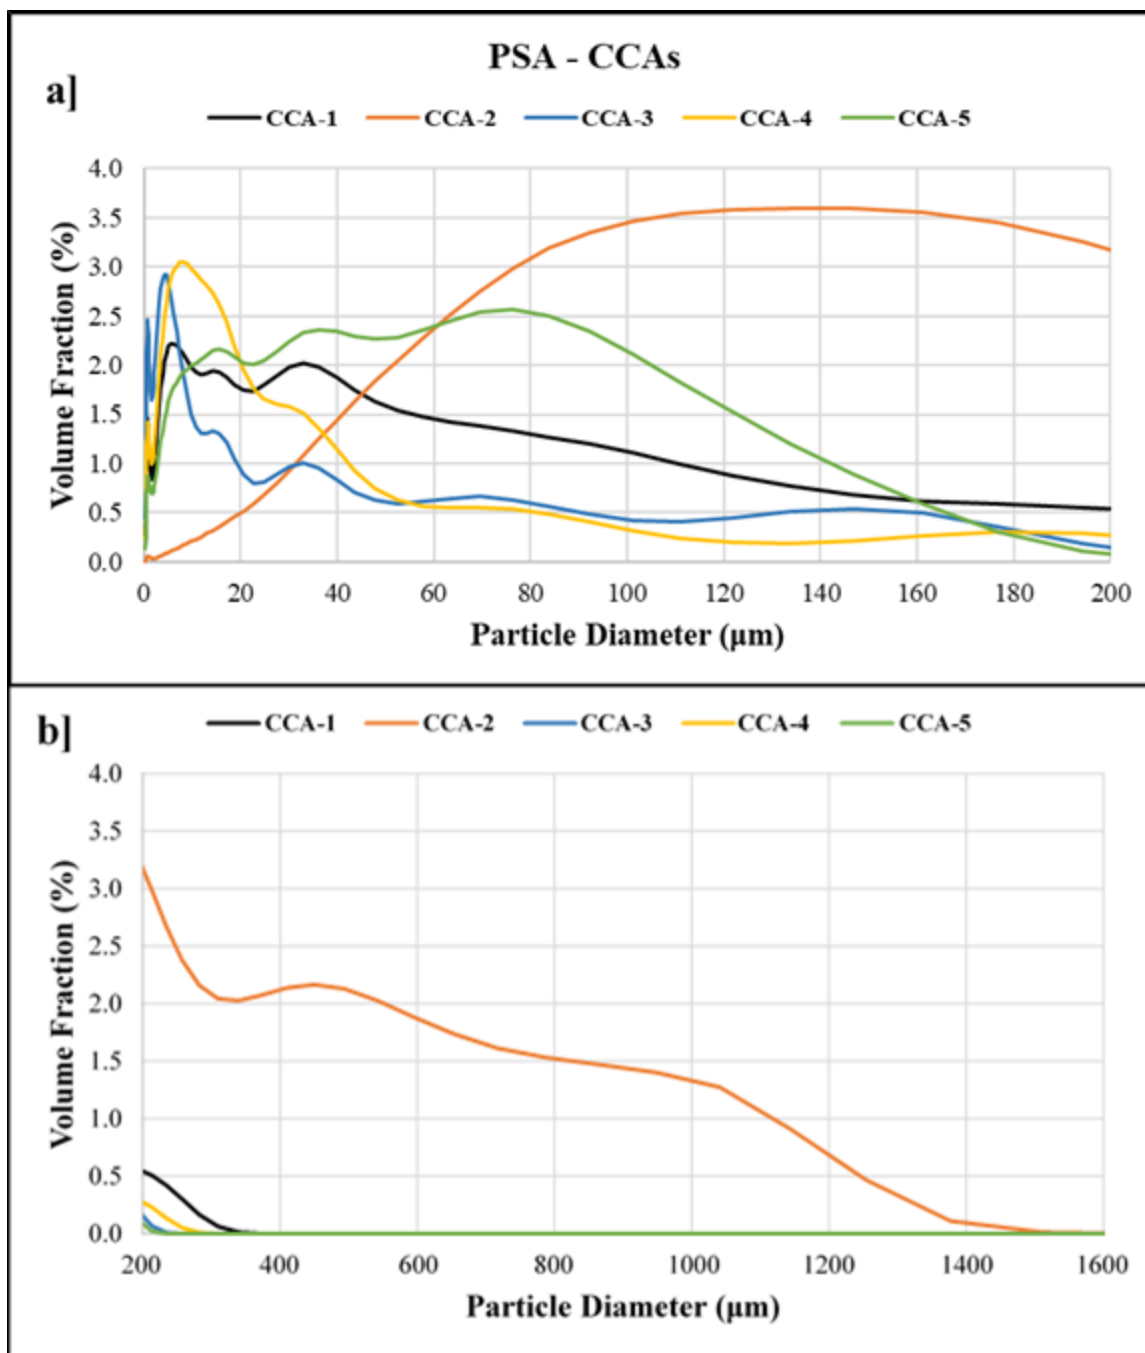 PSA - CCAs
a]
CCA-1 CCA-2 CCA-3 CCA-4 CCA-5
4.0
3.5
3.0
2.5
2.0
1.5
1.0
0.5
0.0
Volume Fraction (%)
0 20 40 60 80 100 120 140 160 180 200
Particle Diameter (µm)
b]
CCA-1 CCA-2 CCA-3 CCA-4 CCA-5
4.0
3.5
3.0
2.5
2.0
1.5
1.0
0.5
0.0
Volume Fraction (%)
200 400 600 800 1000 1200 1400 1600
Particle Diameter (µm)